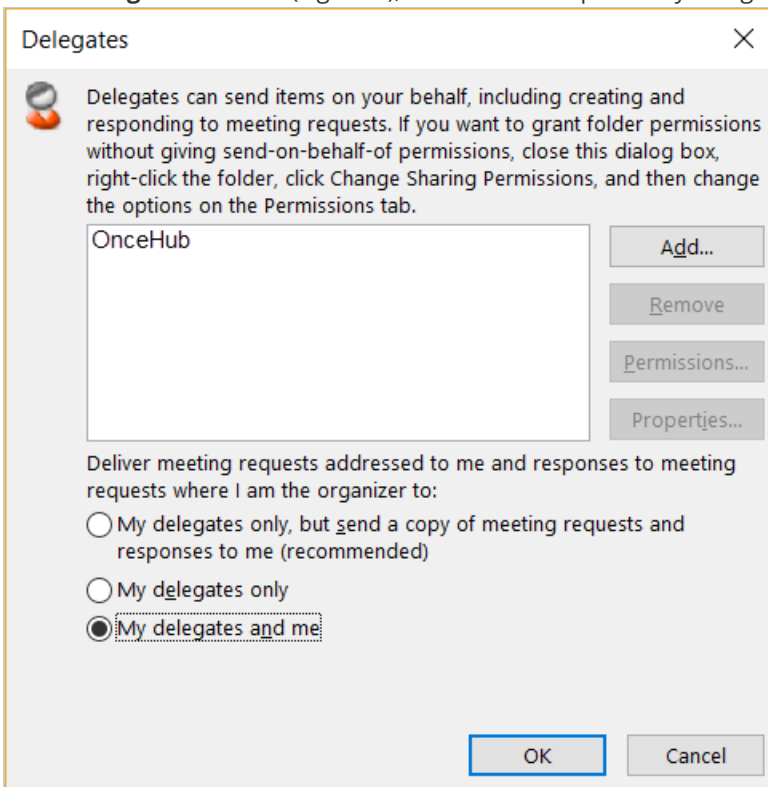 Delegates
Delegates can send items on your behalf, including creating and
responding to meeting requests. If you want to grant folder permissions
without giving send-on-behalf-of permissions, close this dialog box,
right-click the folder, click Change Sharing Permissions, and then change
the options on the Permissions tab.
OnceHub
Add...
Remove
Permissions...
Properties...
Deliver meeting requests addressed to me and responses to meeting
requests where I am the organizer to:
My delegates only, but send a copy of meeting requests and
responses to me (recommended)
My delegates only
My delegates and me
OK
Cancel